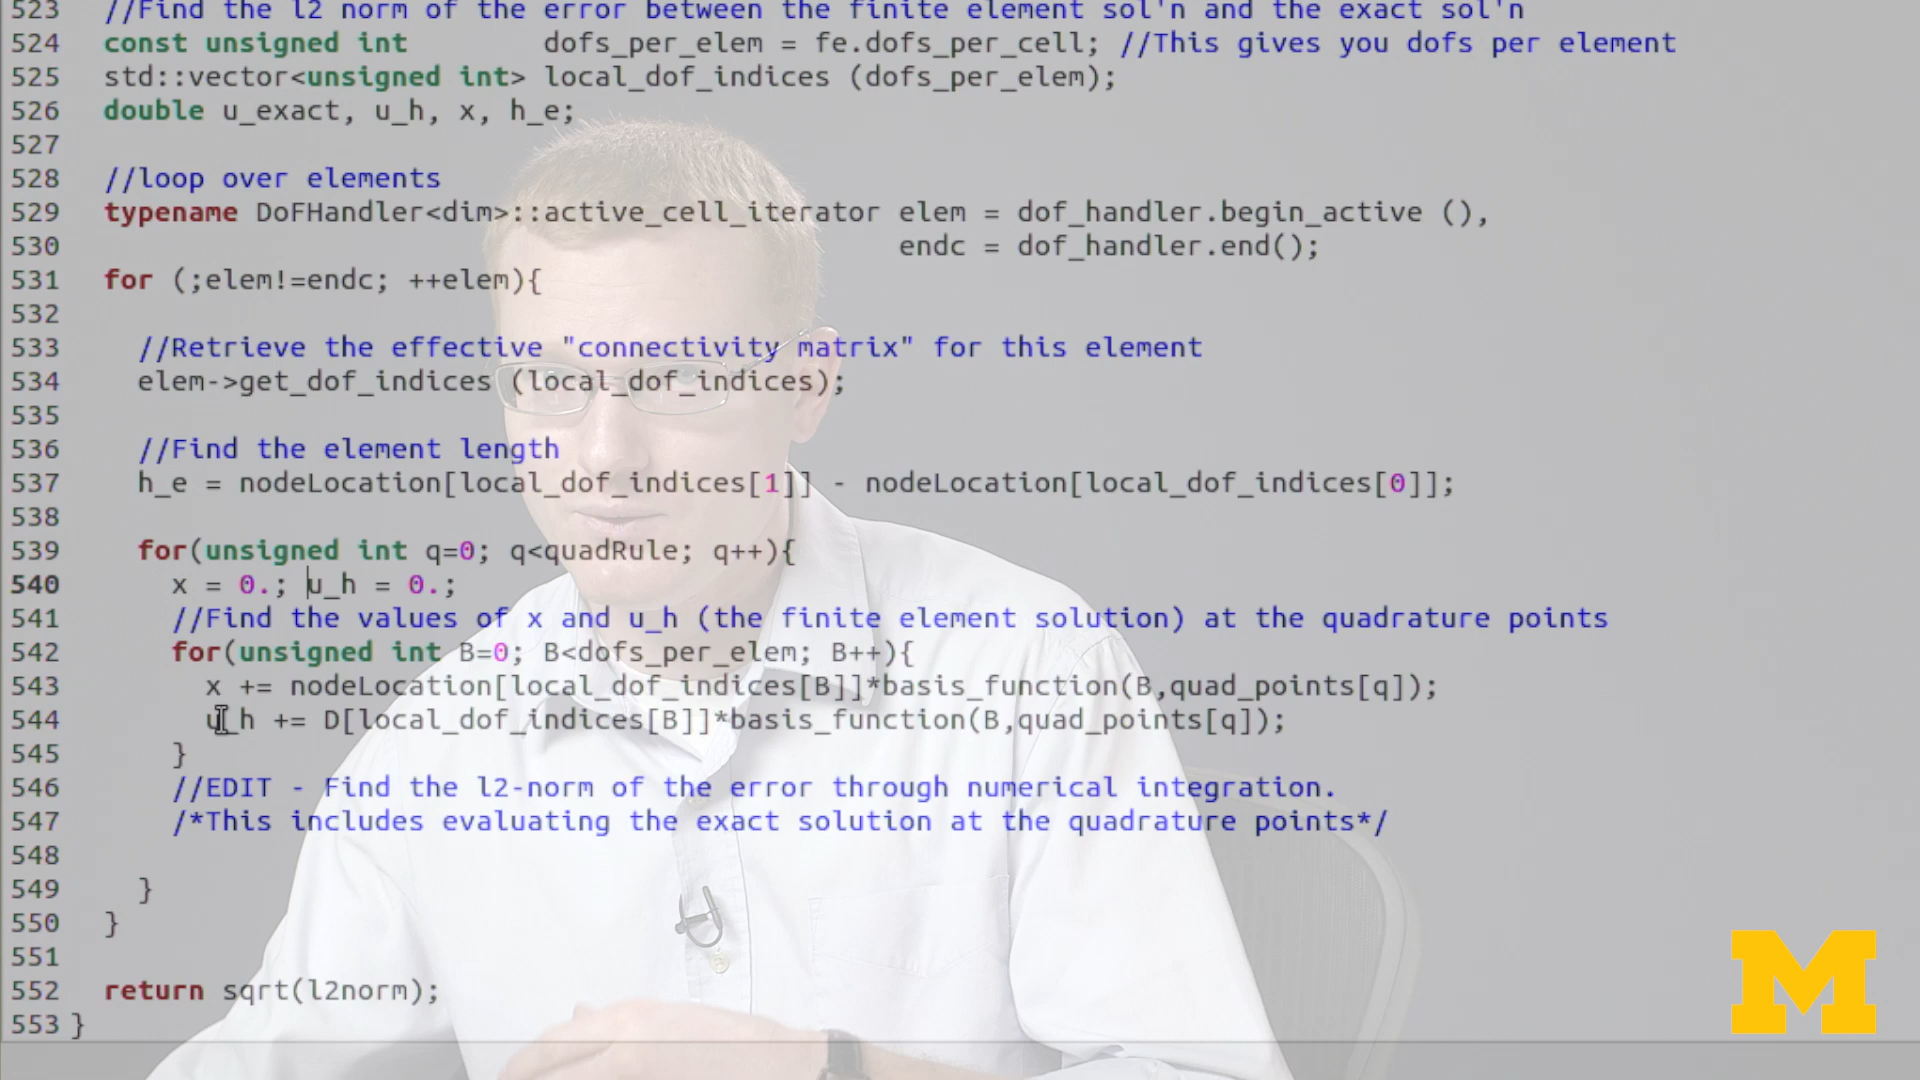 523 //Find the l2 norm of the error between the finite element sol'n and the exact sol'n
524 const unsigned int dofs_per_elem = fe.dofs_per_cell; //This gives you dofs per element
525 std::vector<unsigned int> local_dof_indices (dofs_per_elem);
526 double u_exact, u_h, x, h_e;
527
528 //loop over elements
529 typename DoFHandler<dim>::active_cell_iterator elem = dof_handler.begin_active (),
530 endc = dof_handler.end();
531 for (;elem!=endc; ++elem){
532
533 //Retrieve the effective "connectivity matrix" for this element
534 elem->get_dof_indices (local_dof_indices);
535
536 //Find the element length
537 h_e = nodeLocation[local_dof_indices[1]] - nodeLocation[local_dof_indices[0]];
538
539 for(unsigned int q=0; q<quadRule; q++){
540 x = 0.; u_h = 0.;
541 //Find the values of x and u_h (the finite element solution) at the quadrature points
542 for(unsigned int B=0; B<dofs_per_elem; B++){
543 x += nodeLocation[local_dof_indices[B]]*basis_function(B,quad_points[q]);
544 u_h += D[local_dof_indices[B]]*basis_function(B,quad_points[q]);
545 }
546 //EDIT - Find the l2-norm of the error through numerical integration.
547 /*This includes evaluating the exact solution at the quadrature points*/
548
549 }
550 }
551
552 return sqrt(l2norm);
553 }
M